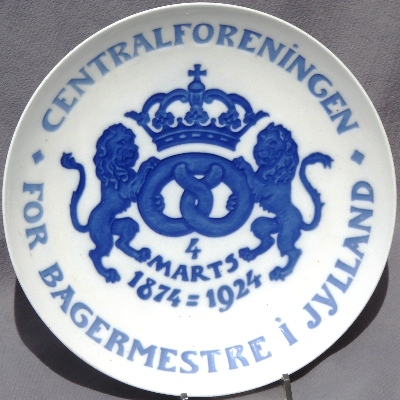 CENTRALFORENiNGEN
FOR BAGERMESTRE i JYLLAND
4
MARTS
1874=1924